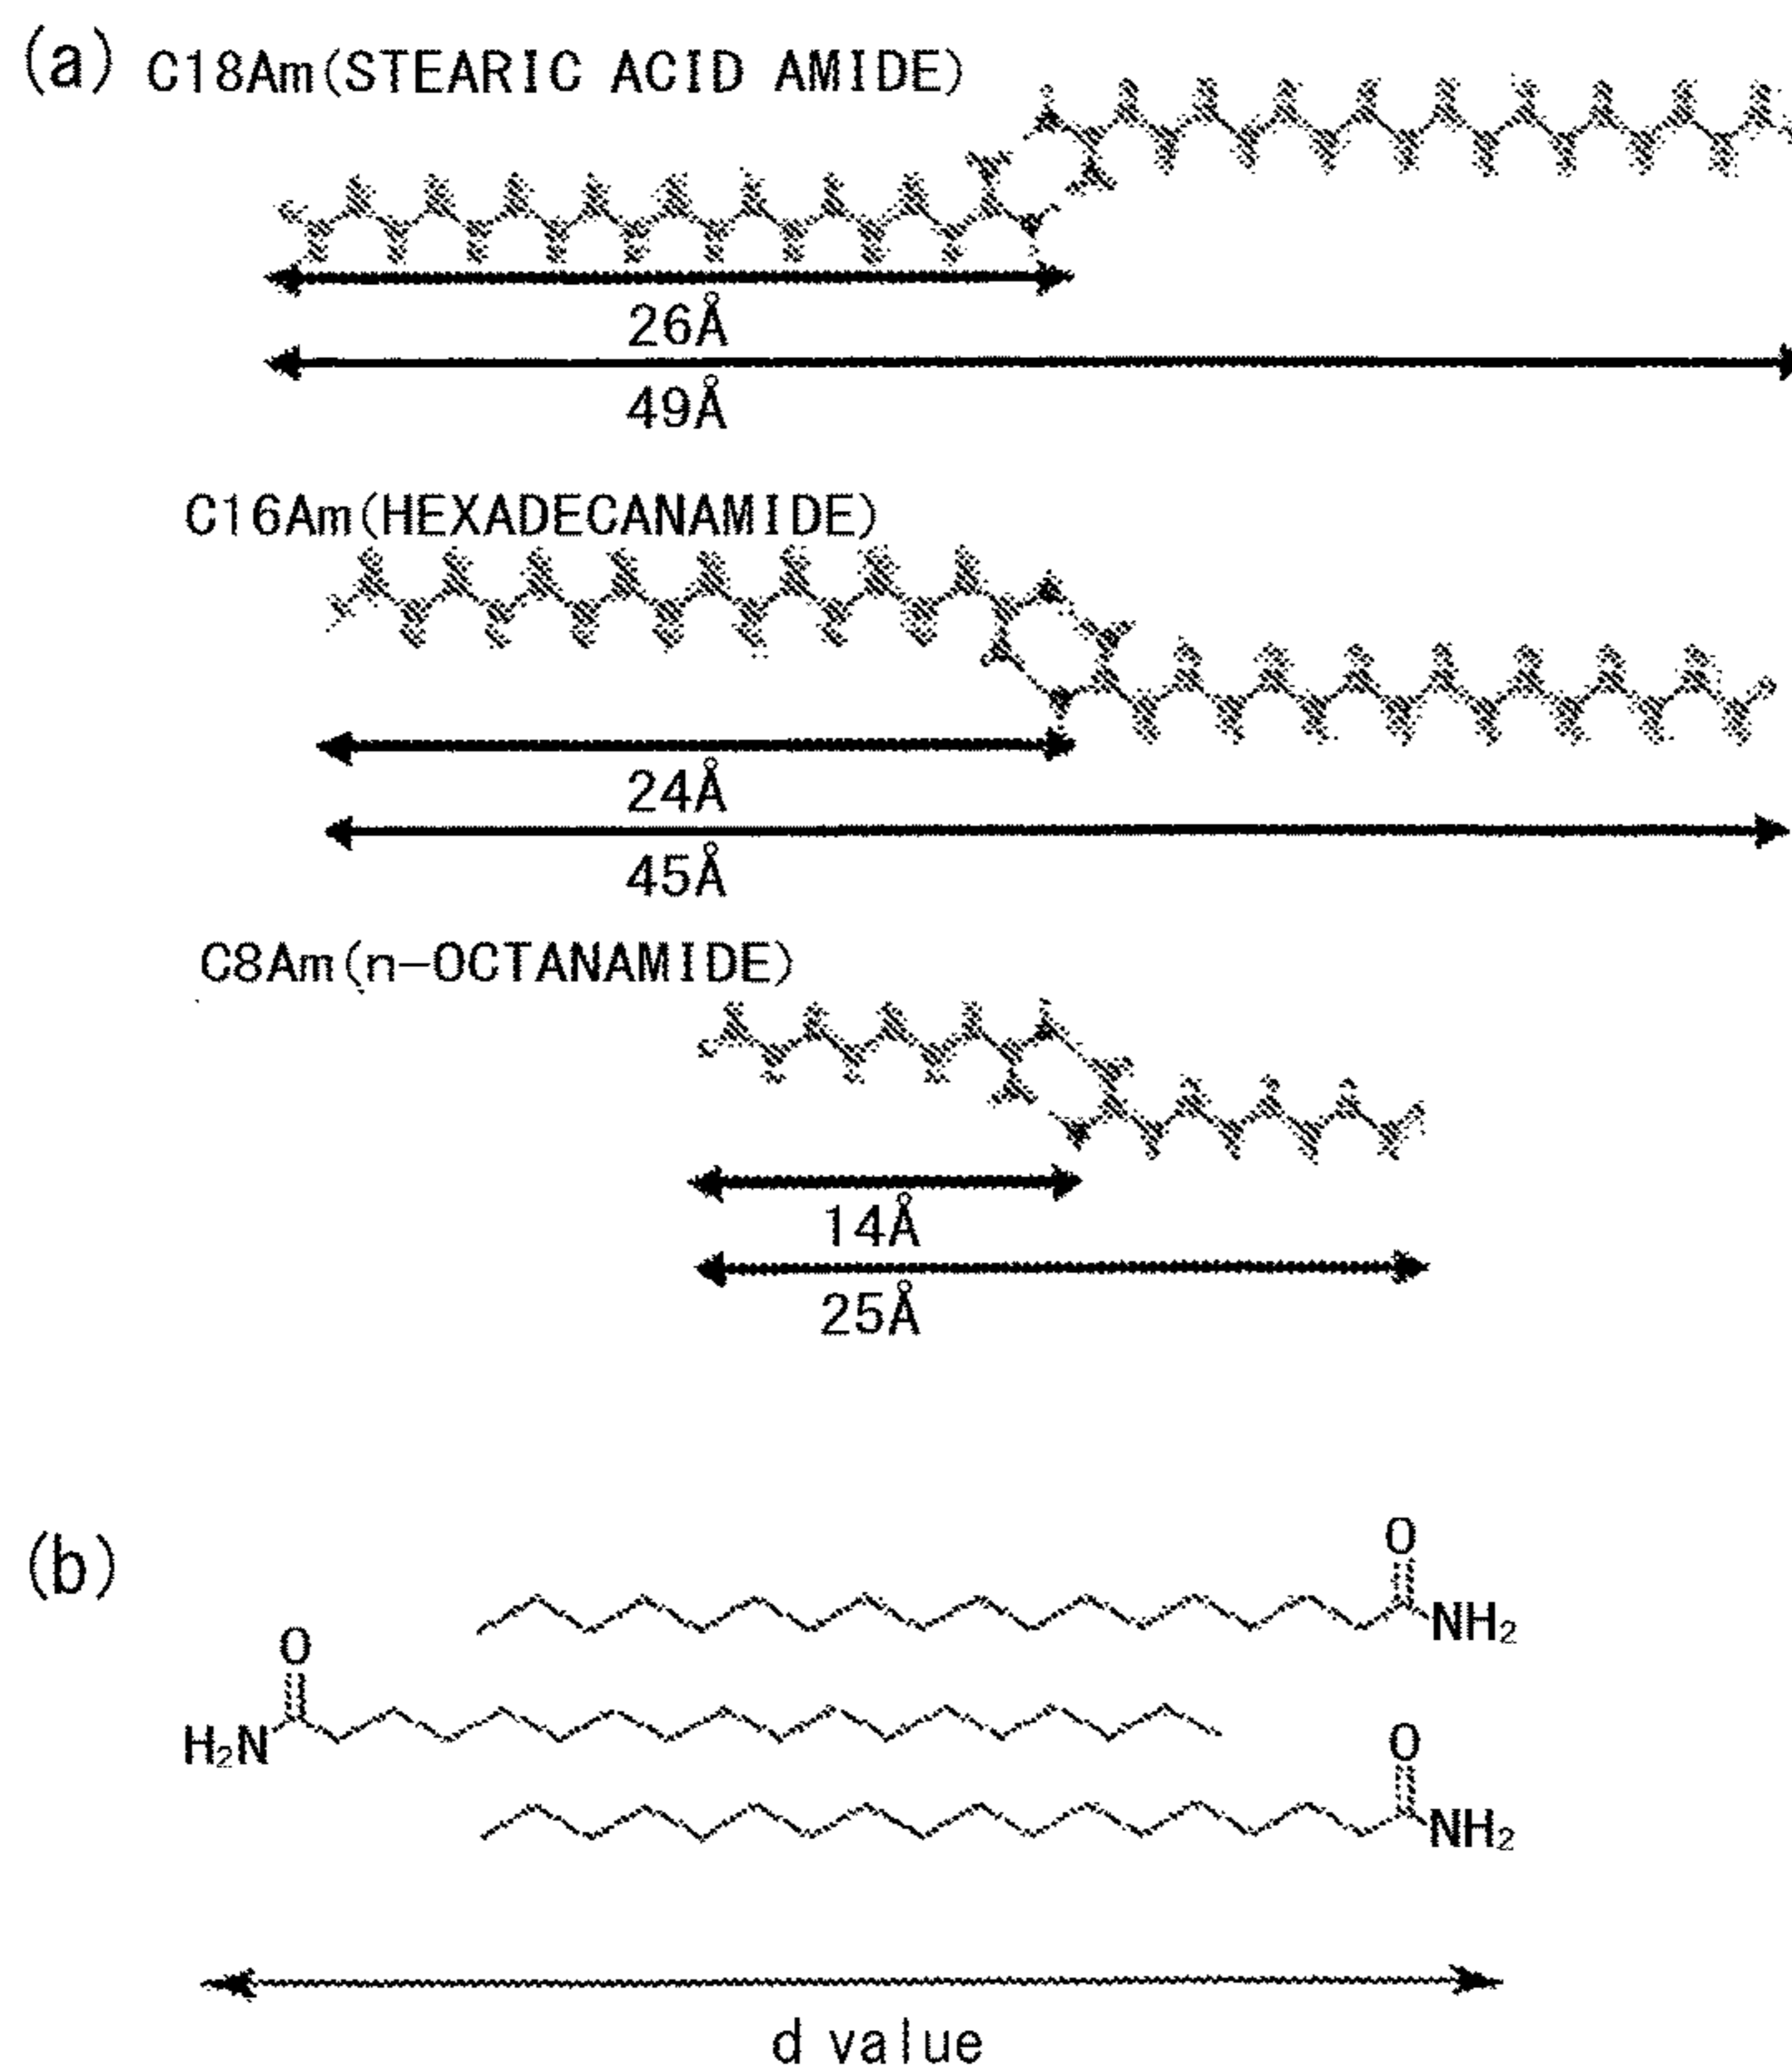 (a) C18Am(STEARIC ACID AMIDE)
26Å
49Å
C16Am(HEXADECANAMIDE)
24Å
45Å
C8Am(n-OCTANAMIDE)
14Å
25Å
(b)
O
NH₂
O
H₂N
O
NH₂
d value